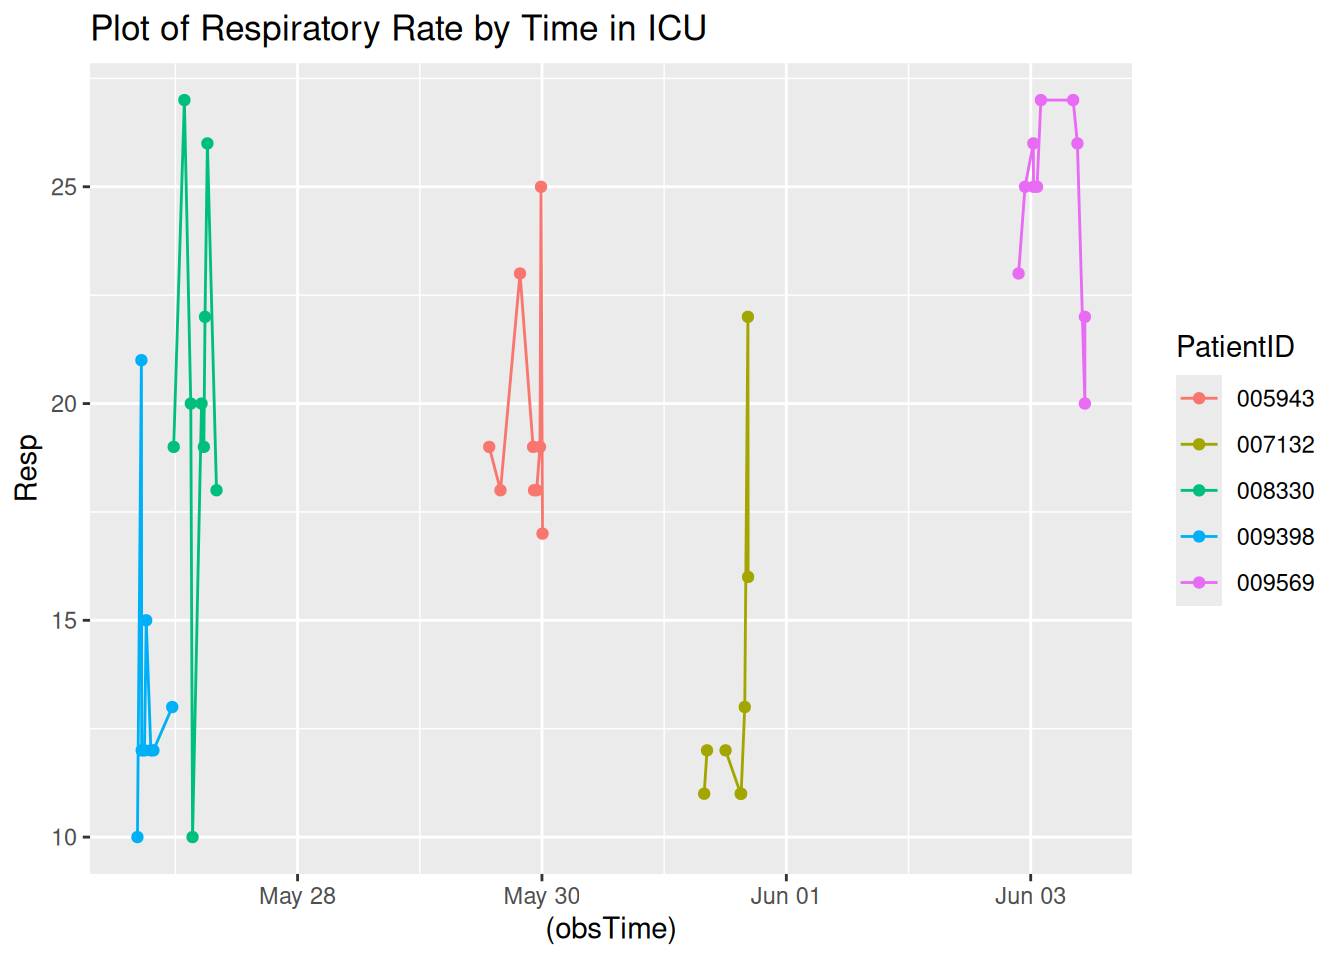 Plot of Respiratory Rate by Time in ICU
Resp
25
20
15
10
May 28
May 30
Jun 01
Jun 03
(obsTime)
PatientID
005943
007132
008330
009398
009569